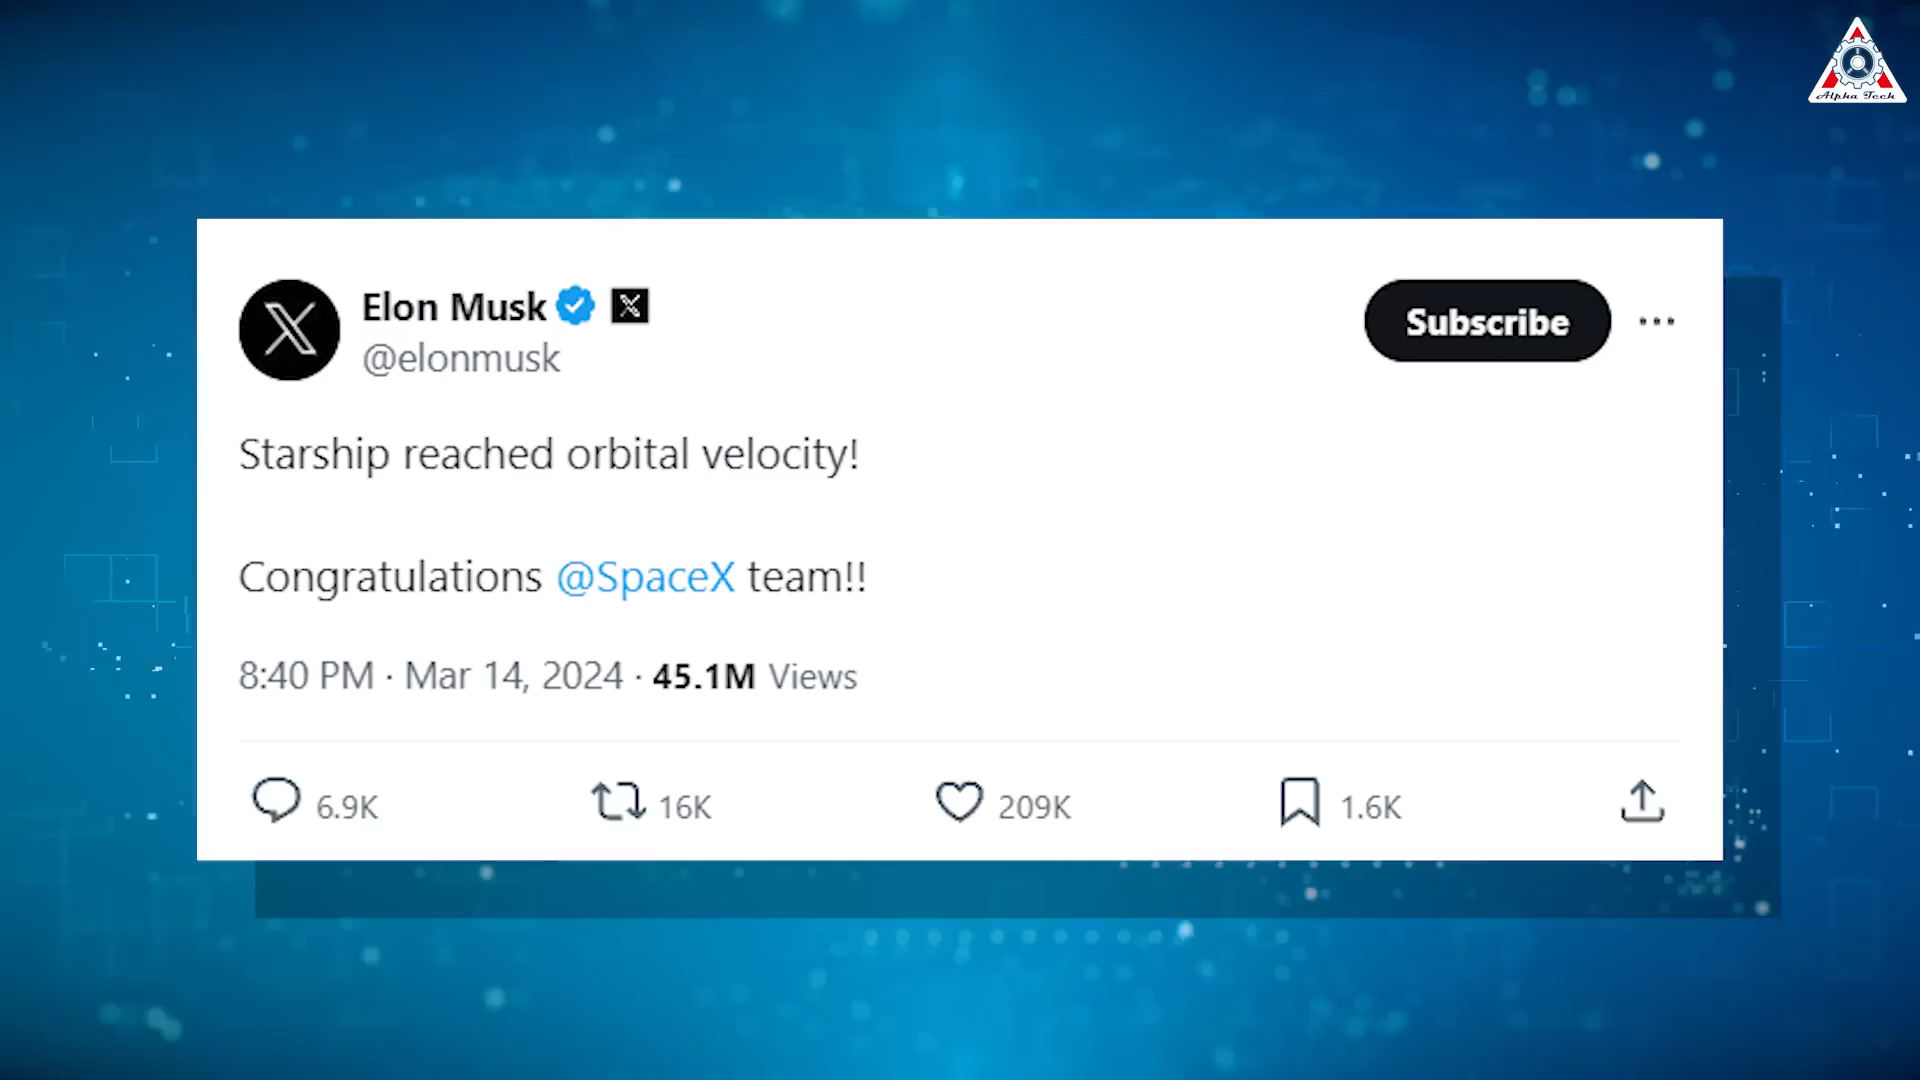 Alpha Tech
Elon Musk
@elonmusk
Subscribe
Starship reached orbital velocity!
Congratulations @SpaceX team!!
8:40 PM · Mar 14, 2024 · 45.1M Views
6.9K 16K 209K 1.6K